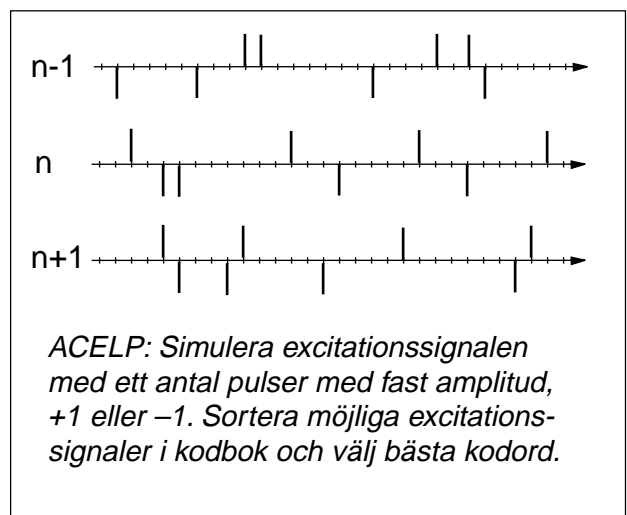 n-1
n
n+1
ACELP: Simulera excitationssignalen
med ett antal pulser med fast amplitud,
+1 eller –1. Sortera möjliga excitations-
signaler i kodbok och välj bästa kodord.